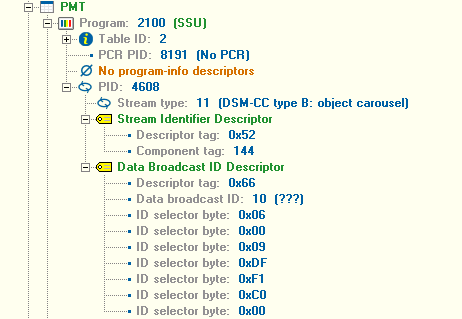 PMT
Program: 2100 (SSU)
Table ID: 2
PCR PID: 8191 (No PCR)
No program-info descriptors
PID: 4608
Stream type: 11 (DSM-CC type B: object carousel)
Stream Identifier Descriptor
Descriptor tag: 0x52
Component tag: 144
Data Broadcast ID Descriptor
Descriptor tag: 0x66
Data broadcast ID: 10 (???)
ID selector byte: 0x06
ID selector byte: 0x00
ID selector byte: 0x09
ID selector byte: 0xDF
ID selector byte: 0xF1
ID selector byte: 0xC0
ID selector byte: 0x00